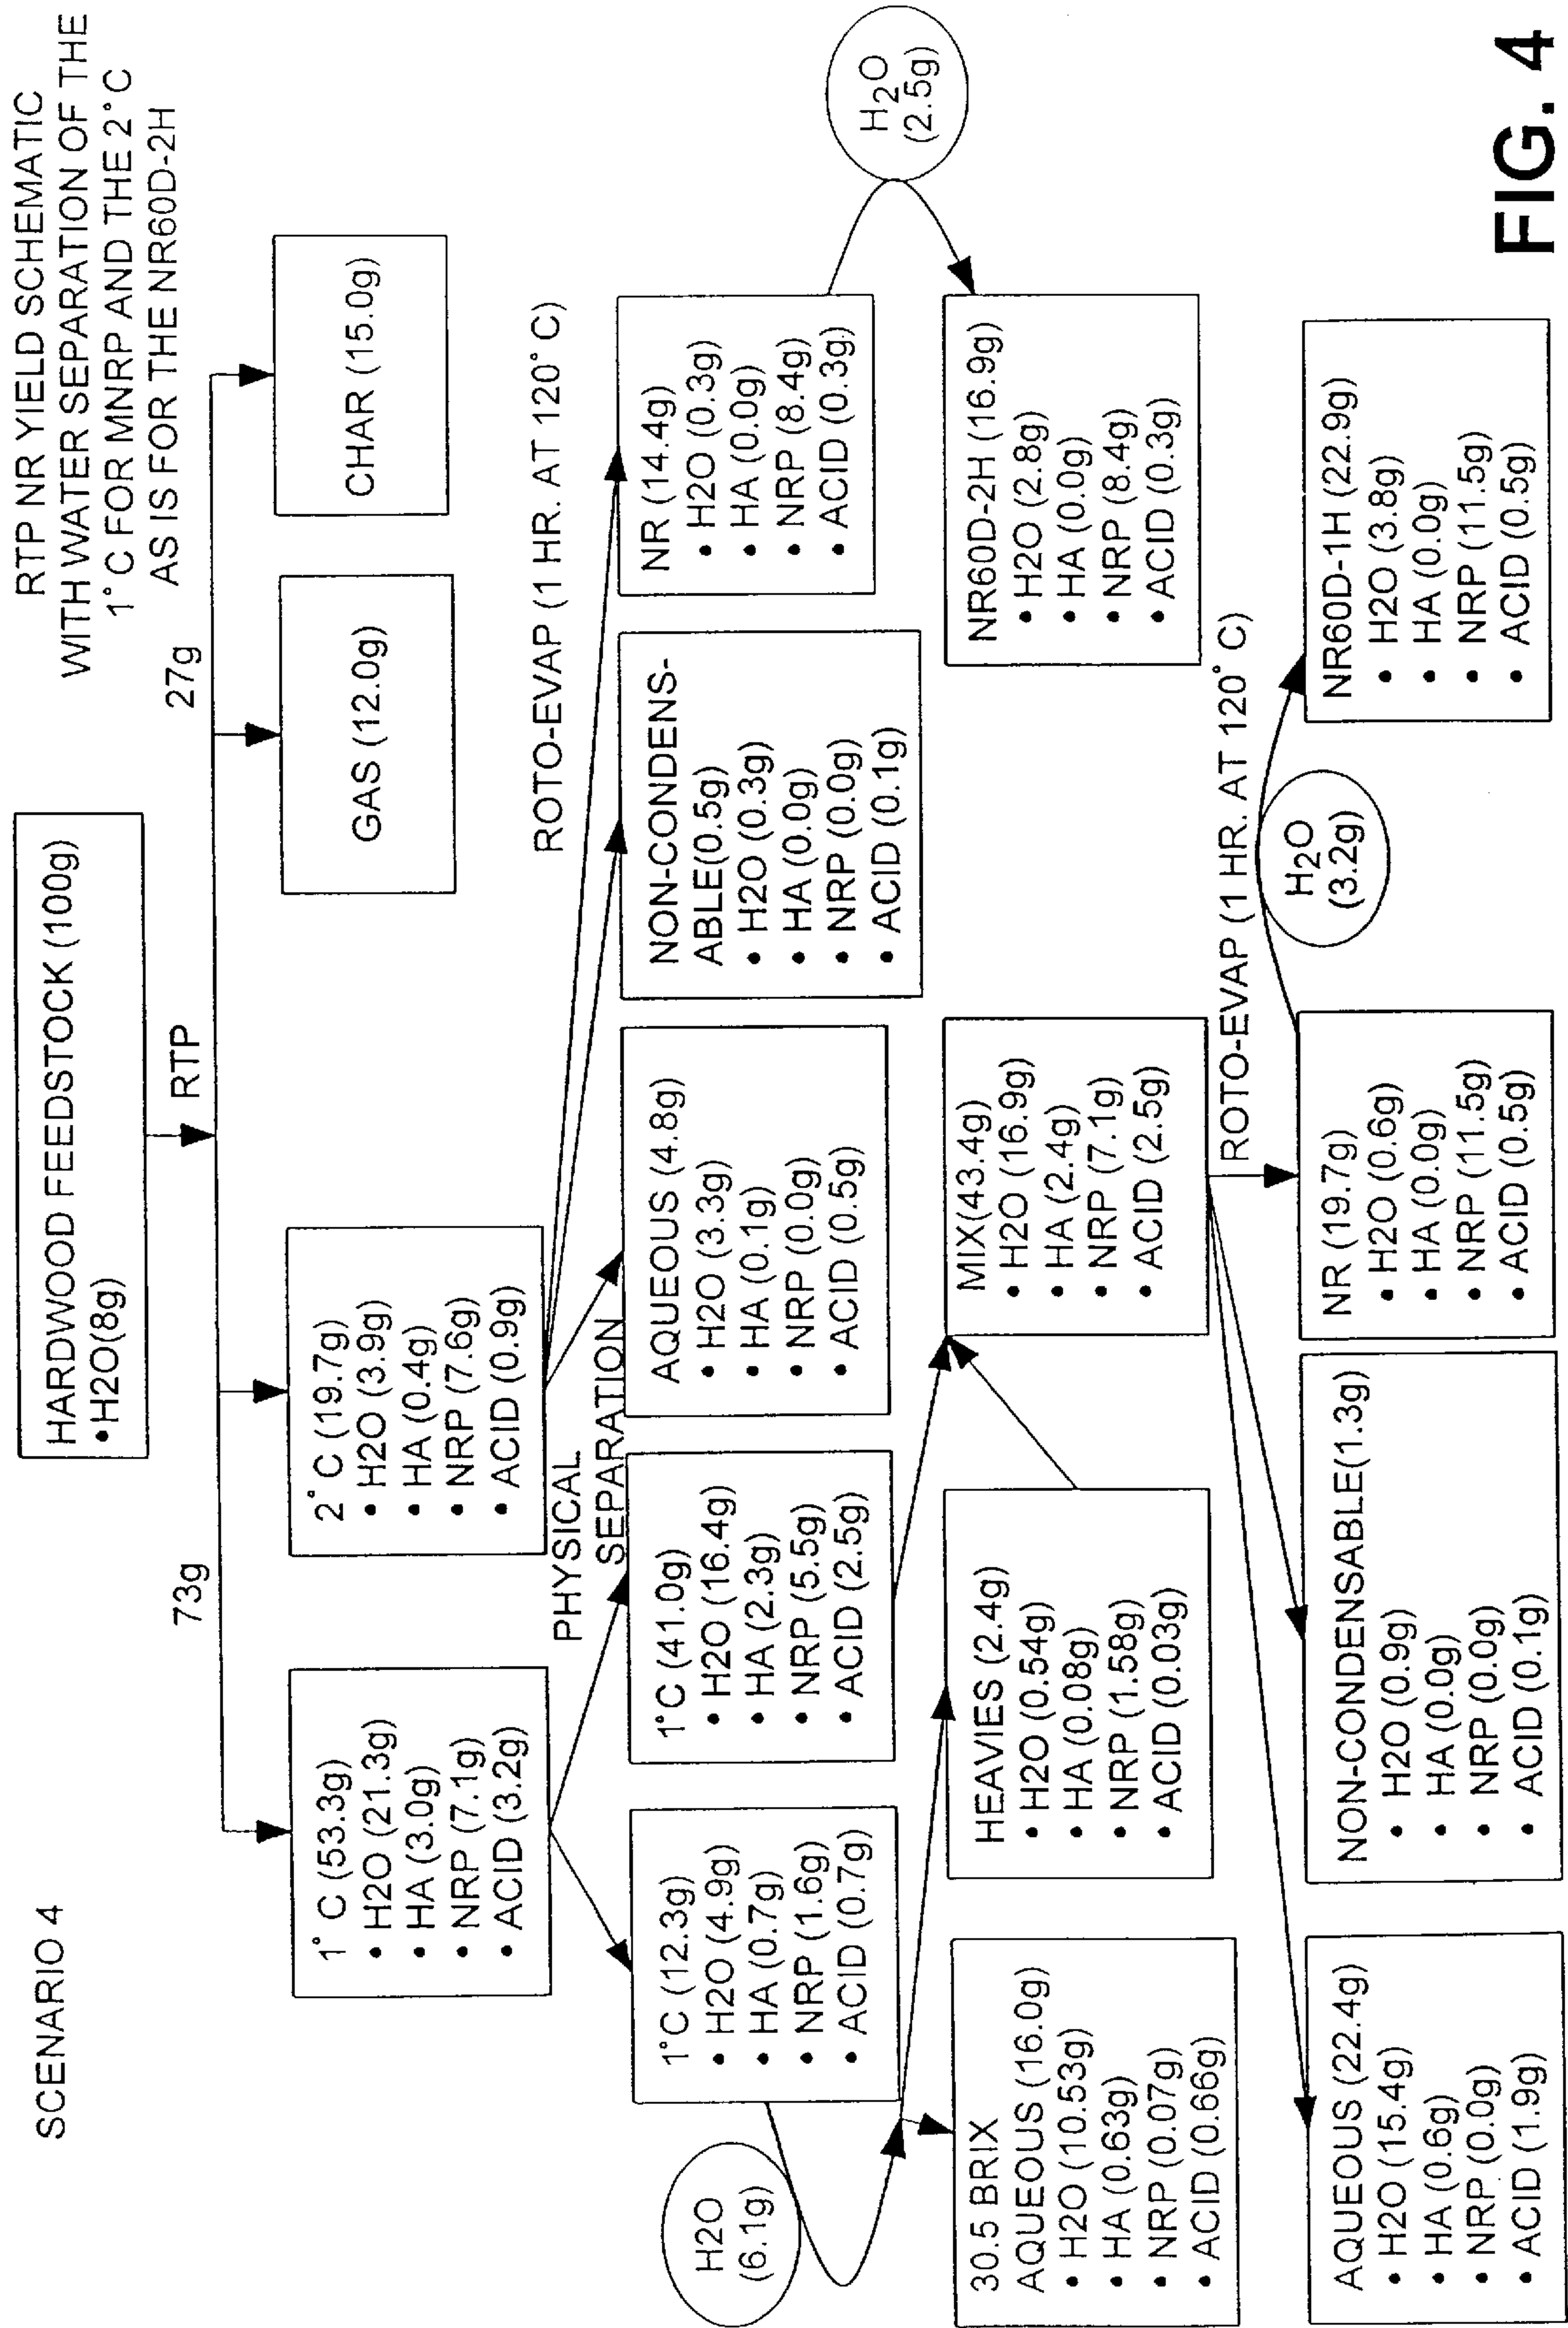 SCENARIO 4
RTP NR YIELD SCHEMATIC
WITH WATER SEPARATION OF THE
1°C FOR MNRP AND THE 2°C
AS IS FOR THE NR60D-2H
HARDWOOD FEEDSTOCK (100g)
•H2O(8g)
RTP
73g
27g
1° C (53.3g)
• H2O (21.3g)
• HA (3.0g)
• NRP (7.1g)
• ACID (3.2g)
2° C (19.7g)
• H2O (3.9g)
• HA (0.4g)
• NRP (7.6g)
• ACID (0.9g)
GAS (12.0g)
CHAR (15.0g)
PHYSICAL
SEPARATION
ROTO-EVAP (1 HR. AT 120° C)
1°C (12.3g)
• H2O (4.9g)
• HA (0.7g)
• NRP (1.6g)
• ACID (0.7g)
1°C (41.0g)
• H2O (16.4g)
• HA (2.3g)
• NRP (5.5g)
• ACID (2.5g)
AQUEOUS (4.8g)
• H2O (3.3g)
• HA (0.1g)
• NRP (0.0g)
• ACID (0.5g)
NON-CONDENS-
ABLE(0.5g)
• H2O (0.3g)
• HA (0.0g)
• NRP (0.0g)
• ACID (0.1g)
NR (14.4g)
• H2O (0.3g)
• HA (0.0g)
• NRP (8.4g)
• ACID (0.3g)
H2O
(6.1g)
H2O
(2.5g)
30.5 BRIX
AQUEOUS (16.0g)
• H2O (10.53g)
• HA (0.63g)
• NRP (0.07g)
• ACID (0.66g)
HEAVIES (2.4g)
• H2O (0.54g)
• HA (0.08g)
• NRP (1.58g)
• ACID (0.03g)
MIX(43.4g)
• H2O (16.9g)
• HA (2.4g)
• NRP (7.1g)
• ACID (2.5g)
NR60D-2H (16.9g)
• H2O (2.8g)
• HA (0.0g)
• NRP (8.4g)
• ACID (0.3g)
ROTO-EVAP (1 HR. AT 120° C)
H2O
(3.2g)
AQUEOUS (22.4g)
• H2O (15.4g)
• HA (0.6g)
• NRP (0.0g)
• ACID (1.9g)
NON-CONDENSABLE(1.3g)
• H2O (0.9g)
• HA (0.0g)
• NRP (0.0g)
• ACID (0.1g)
NR (19.7g)
• H2O (0.6g)
• HA (0.0g)
• NRP (11.5g)
• ACID (0.5g)
NR60D-1H (22.9g)
• H2O (3.8g)
• HA (0.0g)
• NRP (11.5g)
• ACID (0.5g)
FIG. 4